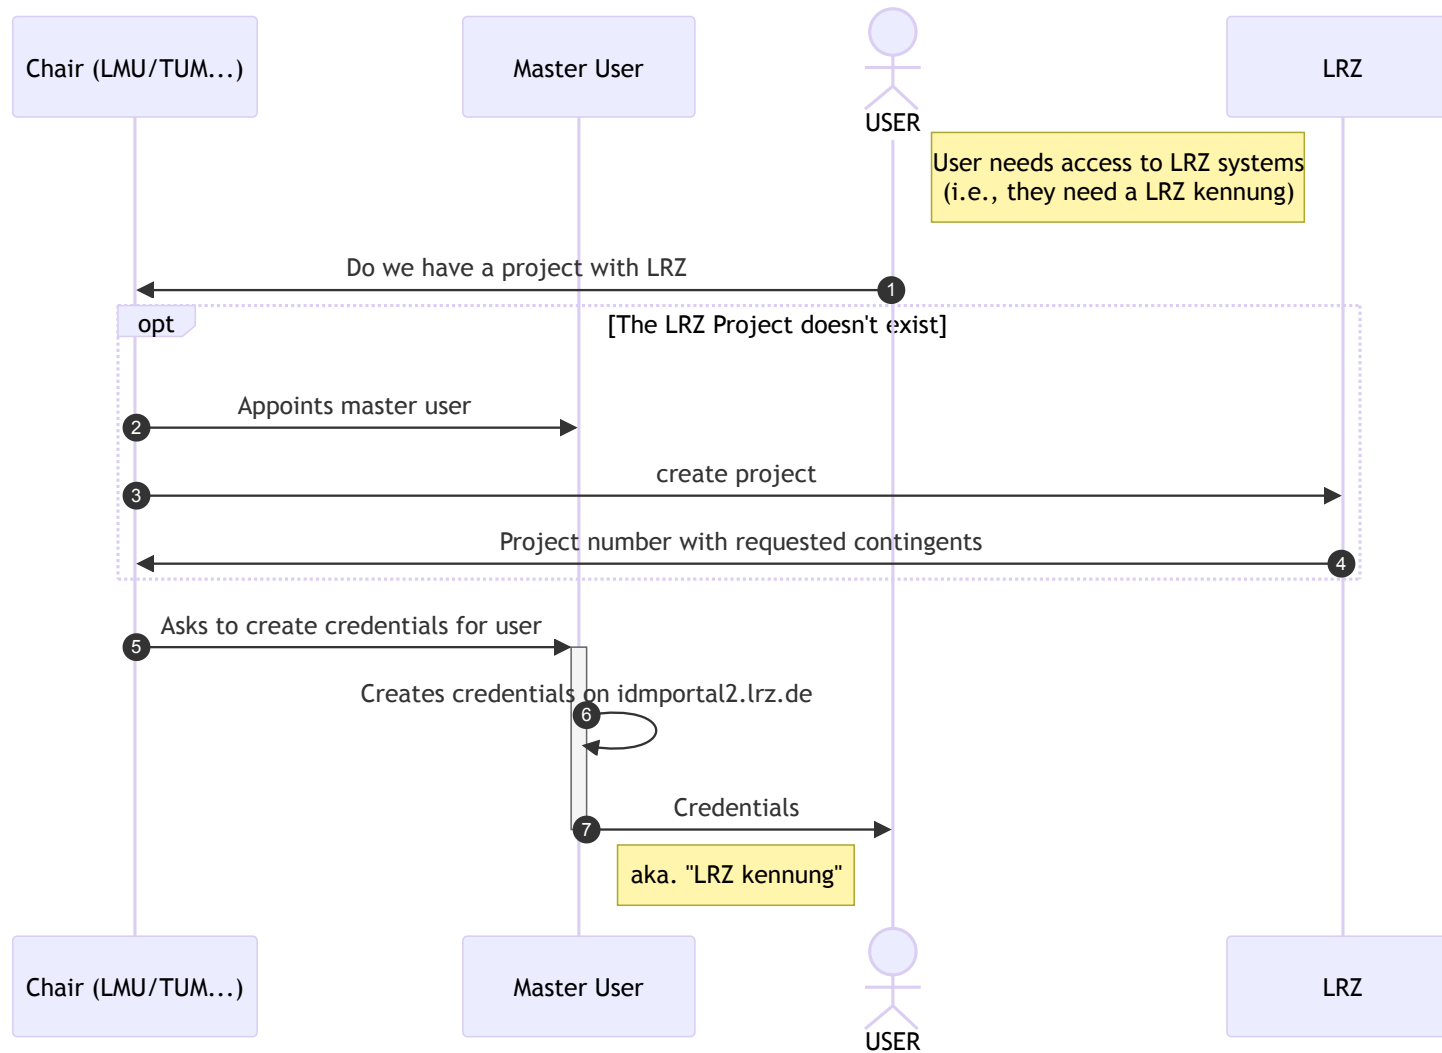 Chair (LMU/TUM...)
Master User
USER
LRZ
User needs access to LRZ systems
(i.e., they need a LRZ kennung)
Do we have a project with LRZ
1
opt
[The LRZ Project doesn't exist]
Appoints master user
2
create project
3
Project number with requested contingents
4
Asks to create credentials for user
5
Creates credentials on idmportal2.lrz.de
6
Credentials
7
aka. "LRZ kennung"
Chair (LMU/TUM...)
Master User
USER
LRZ